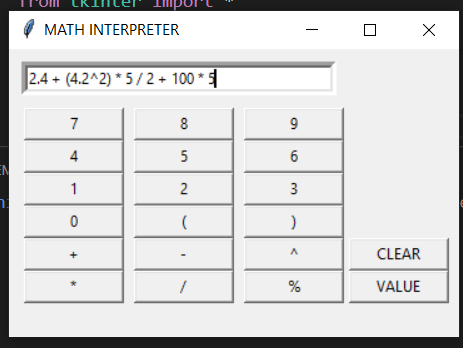 from tkinter import *
MATH INTERPRETER
2.4 + (4.2^2) * 5 / 2 + 100 * 5
7 8 9
4 5 6
1 2 3
0 ( )
+ - ^ CLEAR
* / % VALUE